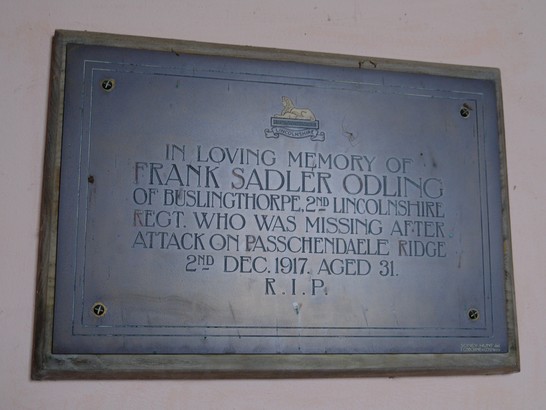 LINCOLNSHIRE
IN LOVING MEMORY OF
FRANK SADLER ODLING
OF BUSLINGTHORPE, 2ND LINCOLNSHIRE
REGT. WHO WAS MISSING AFTER
ATTACK ON PASSCHENDAELE RIDGE
2ND DEC. 1917, AGED 31.
R.I.P.